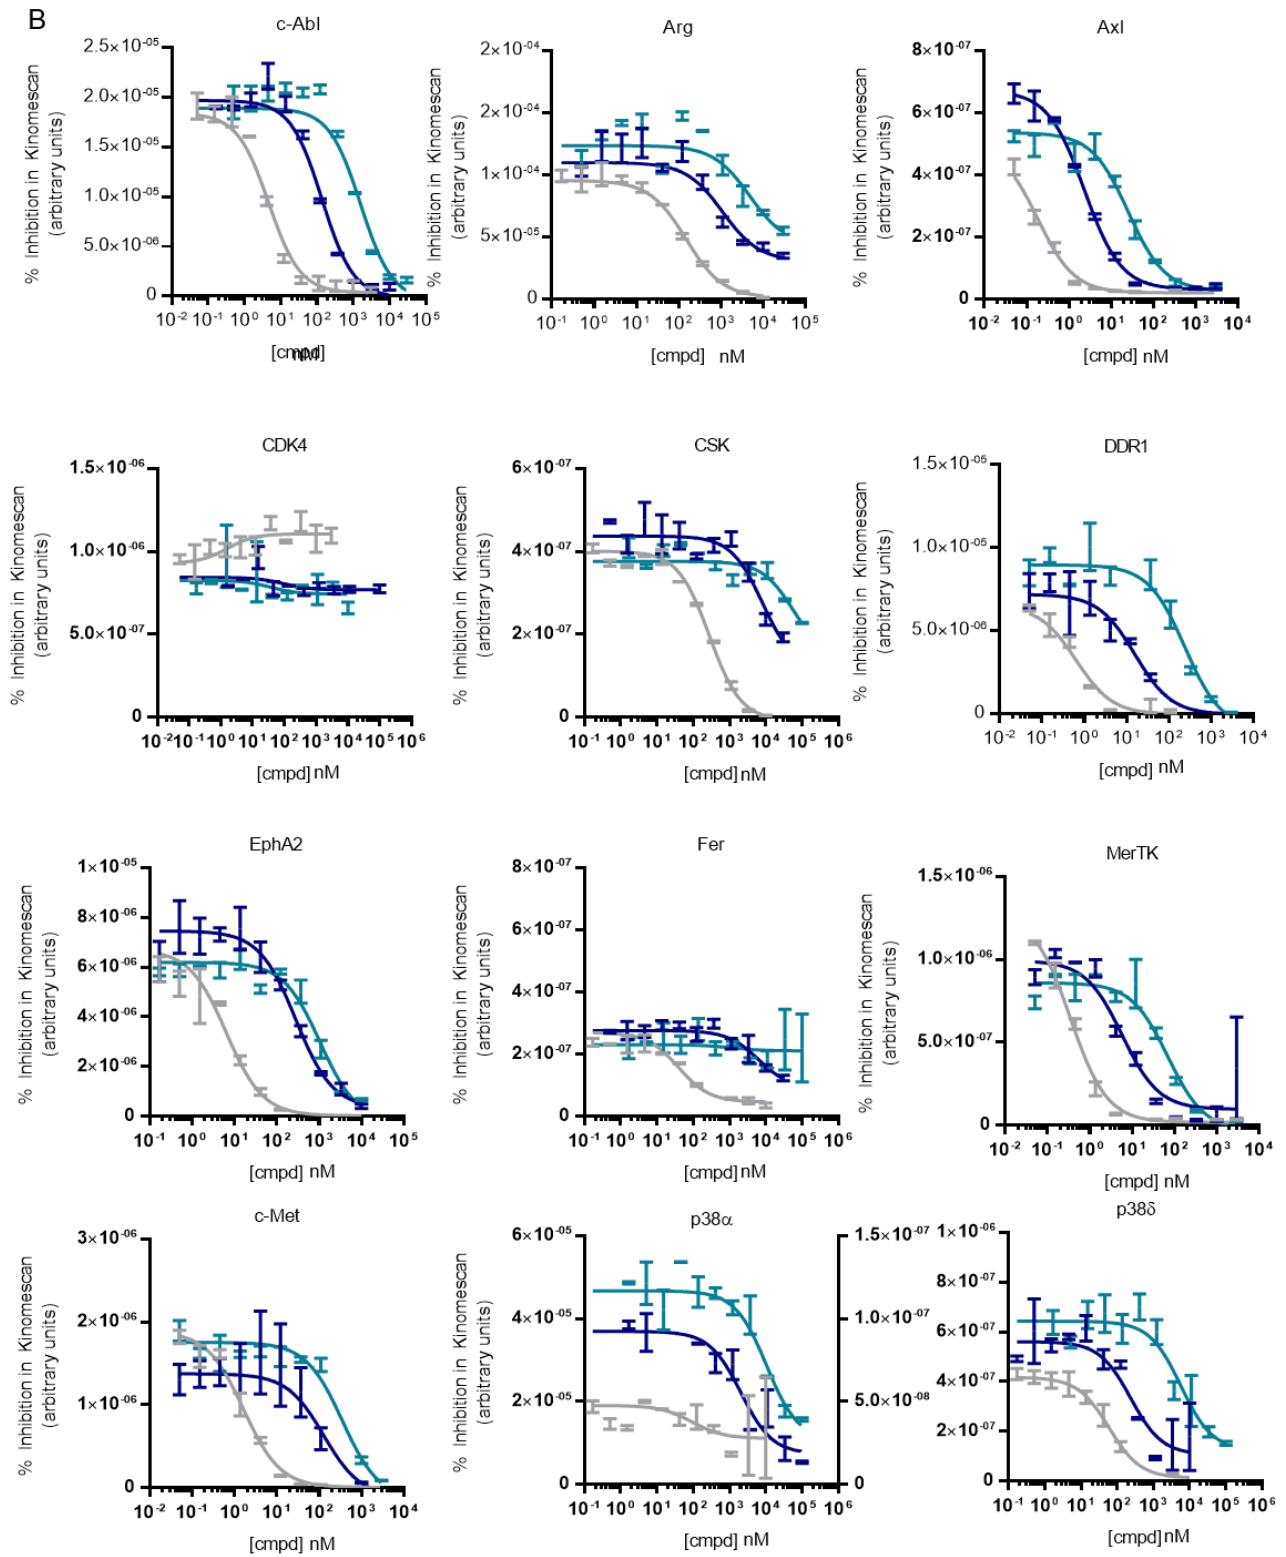 B
c-Abl
Arg
Axl
% Inhibition in Kinomescan
(arbitrary units)
2.5×10⁻⁰⁵
2.0×10⁻⁰⁵
1.5×10⁻⁰⁵
1.0×10⁻⁰⁵
5.0×10⁻⁰⁶
0
10⁻² 10⁻¹ 10⁰ 10¹ 10² 10³ 10⁴ 10⁵
[cmpd]
nM
% Inhibition in Kinomescan
(arbitrary units)
2×10⁻⁰⁴
2×10⁻⁰⁴
1×10⁻⁰⁴
5×10⁻⁰⁵
0
10⁻¹ 10⁰ 10¹ 10² 10³ 10⁴ 10⁵
[cmpd] nM
% Inhibition in Kinomescan
(arbitrary units)
8×10⁻⁰⁷
6×10⁻⁰⁷
4×10⁻⁰⁷
2×10⁻⁰⁷
0
10⁻² 10⁻¹ 10⁰ 10¹ 10² 10³ 10⁴
[cmpd] nM
CDK4
CSK
DDR1
% Inhibition in Kinomescan
(arbitrary units)
1.5×10⁻⁰⁶
1.0×10⁻⁰⁶
5.0×10⁻⁰⁷
0
10⁻² 10⁻¹ 10⁰ 10¹ 10² 10³ 10⁴ 10⁵ 10⁶
[cmpd] nM
% Inhibition in Kinomescan
(arbitrary units)
6×10⁻⁰⁷
4×10⁻⁰⁷
2×10⁻⁰⁷
0
10⁻¹ 10⁰ 10¹ 10² 10³ 10⁴ 10⁵ 10⁶
[cmpd] nM
% Inhibition in Kinomescan
(arbitrary units)
1.5×10⁻⁰⁵
1.0×10⁻⁰⁵
5.0×10⁻⁰⁶
0
10⁻² 10⁻¹ 10⁰ 10¹ 10² 10³ 10⁴
[cmpd] nM
EphA2
Fer
MerTK
% Inhibition in Kinomescan
(arbitrary units)
1×10⁻⁰⁵
8×10⁻⁰⁶
6×10⁻⁰⁶
4×10⁻⁰⁶
2×10⁻⁰⁶
0
10⁻¹ 10⁰ 10¹ 10² 10³ 10⁴ 10⁵
[cmpd] nM
% Inhibition in Kinomescan
(arbitrary units)
8×10⁻⁰⁷
6×10⁻⁰⁷
4×10⁻⁰⁷
2×10⁻⁰⁷
0
10⁻¹ 10⁰ 10¹ 10² 10³ 10⁴ 10⁵ 10⁶
[cmpd] nM
% Inhibition in Kinomescan
(arbitrary units)
1.5×10⁻⁰⁶
1.0×10⁻⁰⁶
5.0×10⁻⁰⁷
0
10⁻² 10⁻¹ 10⁰ 10¹ 10² 10³ 10⁴
[cmpd] nM
c-Met
p38α
p38δ
% Inhibition in Kinomescan
(arbitrary units)
3×10⁻⁰⁶
2×10⁻⁰⁶
1×10⁻⁰⁶
0
10⁻² 10⁻¹ 10⁰ 10¹ 10² 10³ 10⁴
[cmpd] nM
% Inhibition in Kinomescan
(arbitrary units)
6×10⁻⁰⁵
4×10⁻⁰⁵
2×10⁻⁰⁵
0
1.5×10⁻⁰⁷
1.0×10⁻⁰⁷
5.0×10⁻⁰⁸
0
10⁻¹ 10⁰ 10¹ 10² 10³ 10⁴ 10⁵ 10⁶
[cmpd] nM
1×10⁻⁰⁶
8×10⁻⁰⁷
6×10⁻⁰⁷
4×10⁻⁰⁷
2×10⁻⁰⁷
0
10⁻¹ 10⁰ 10¹ 10² 10³ 10⁴ 10⁵ 10⁶
[cmpd] nM